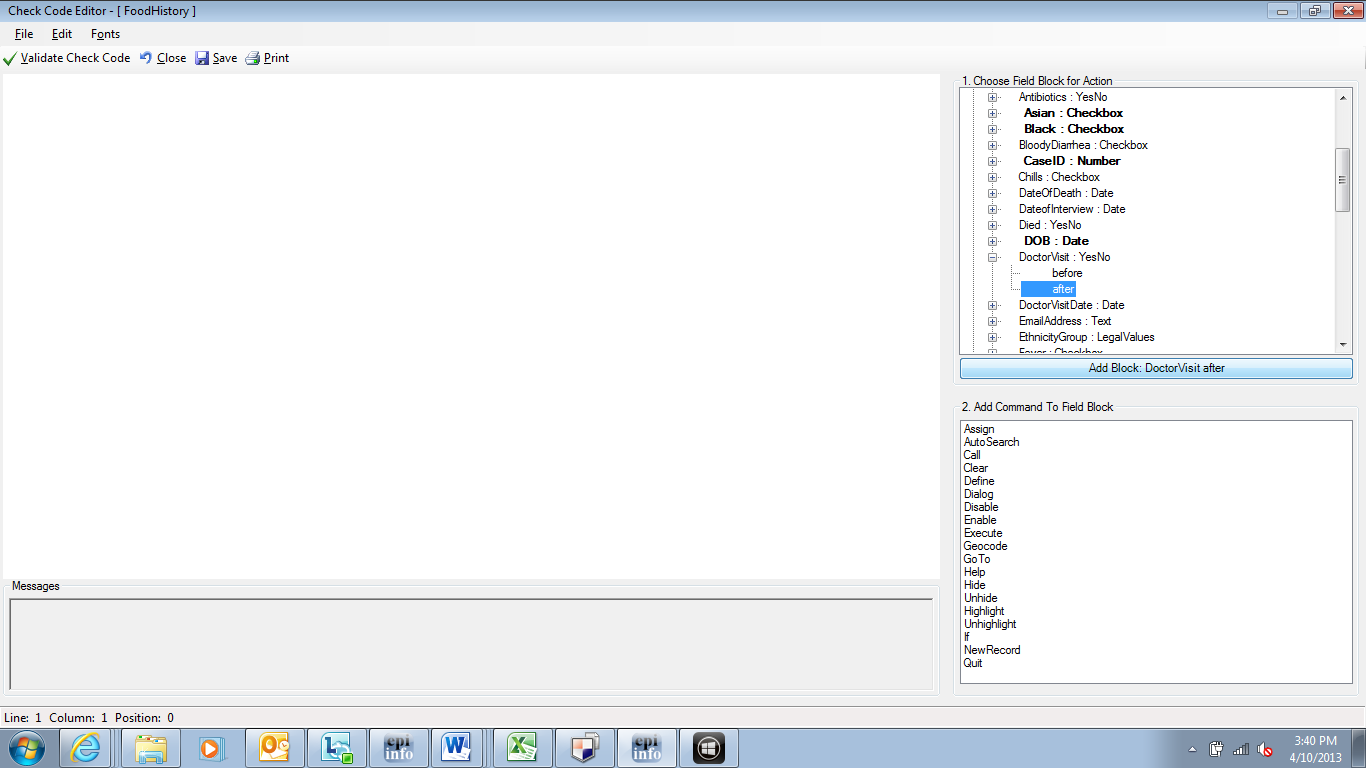 Check Code Editor - [ FoodHistory ]
File Edit Fonts
Validate Check Code Close Save Print
1. Choose Field Block for Action
Antibiotics : YesNo
Asian : Checkbox
Black : Checkbox
BloodyDiarrhea : Checkbox
CaseID : Number
Chills : Checkbox
DateOfDeath : Date
DateofInterview : Date
Died : YesNo
DOB : Date
DoctorVisit : YesNo
before
after
DoctorVisitDate : Date
EmailAddress : Text
EthnicityGroup : LegalValues
Fever : Checkbox
Add Block: DoctorVisit after
2. Add Command To Field Block
Assign
AutoSearch
Call
Clear
Define
Dialog
Disable
Enable
Execute
Geocode
GoTo
Help
Hide
Unhide
Highlight
Unhighlight
If
NewRecord
Quit
Messages
Line: 1 Column: 1 Position: 0
epi info
epi info
3:40 PM
4/10/2013